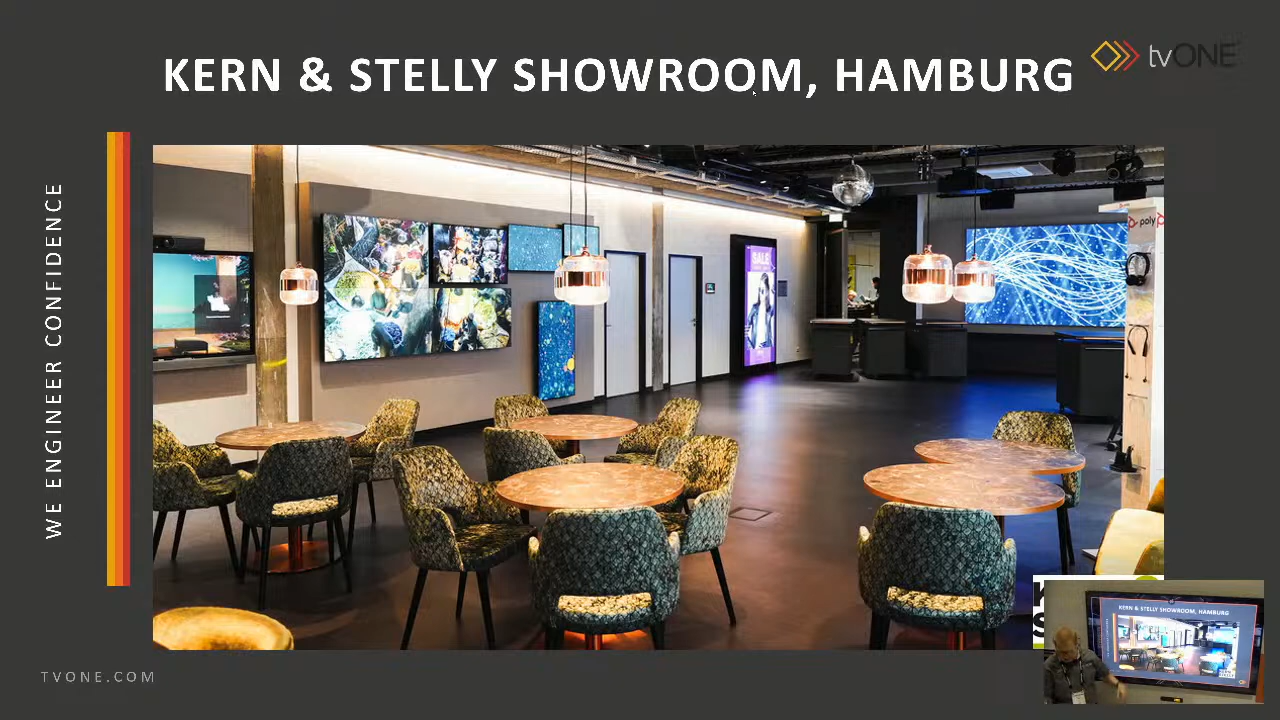 KERN & STELLY SHOWROOM, HAMBURG
tvONE
WE ENGINEER CONFIDENCE
SALE
poly
TVONE.COM
KERN & STELLY SHOWROOM, HAMBURG